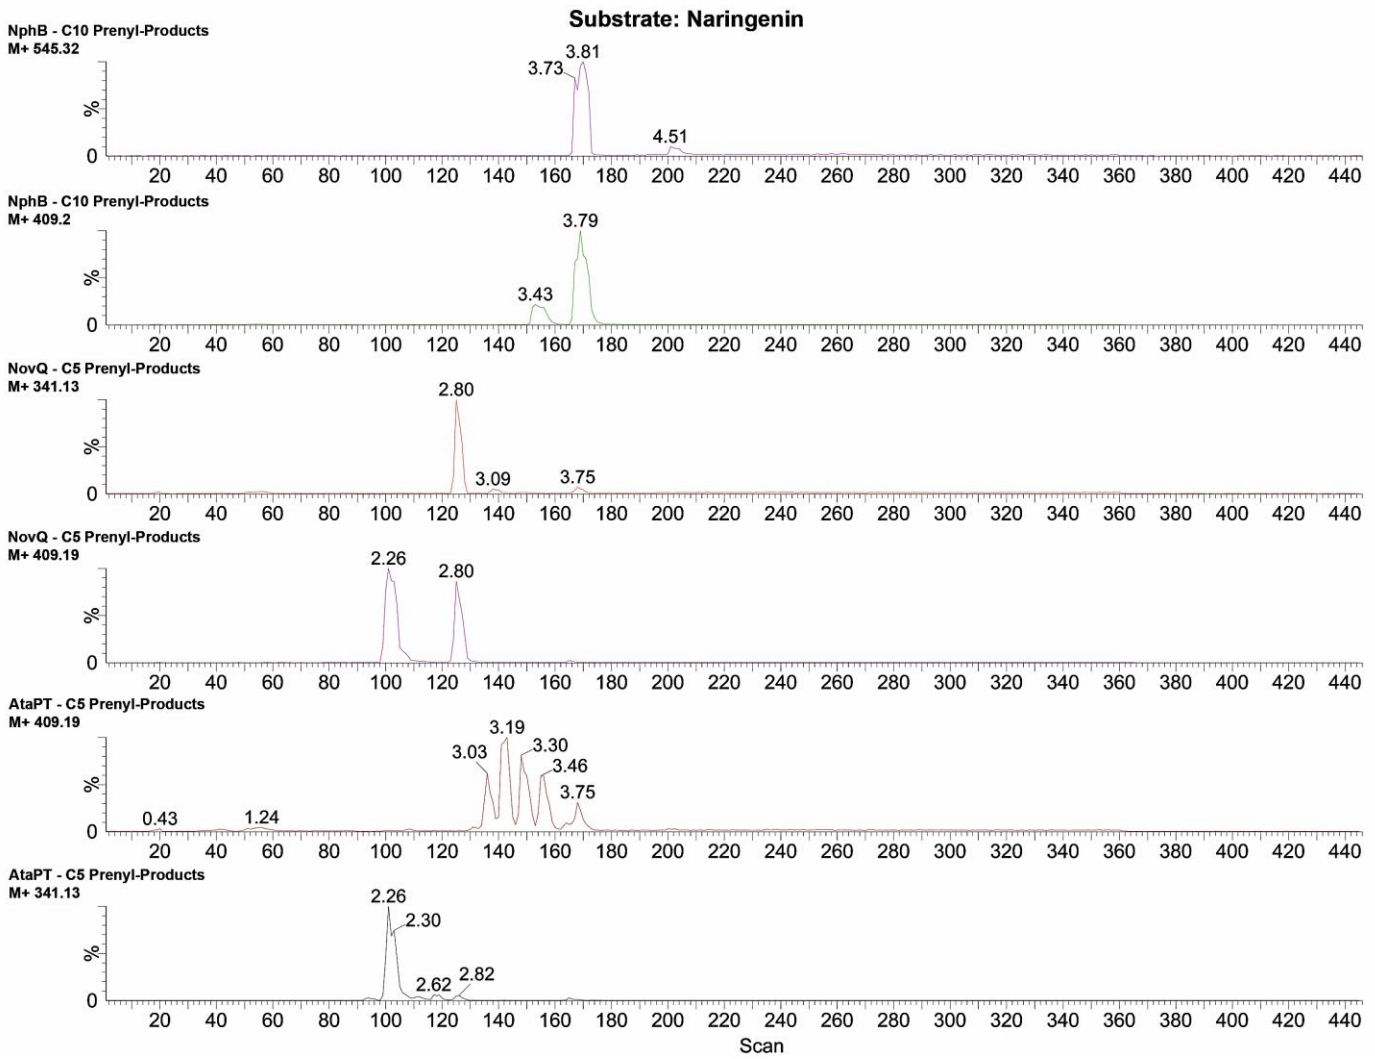 Substrate: Naringenin
NphB - C10 Prenyl-Products
M+ 545.32
3.81
3.73
4.51
%
0
20 40 60 80 100 120 140 160 180 200 220 240 260 280 300 320 340 360 380 400 420 440
NphB - C10 Prenyl-Products
M+ 409.2
3.79
3.43
%
0
20 40 60 80 100 120 140 160 180 200 220 240 260 280 300 320 340 360 380 400 420 440
NovQ - C5 Prenyl-Products
M+ 341.13
2.80
3.09 3.75
%
0
20 40 60 80 100 120 140 160 180 200 220 240 260 280 300 320 340 360 380 400 420 440
NovQ - C5 Prenyl-Products
M+ 409.19
2.26 2.80
%
0
20 40 60 80 100 120 140 160 180 200 220 240 260 280 300 320 340 360 380 400 420 440
AtaPT - C5 Prenyl-Products
M+ 409.19
3.19
3.03 3.30
3.46
3.75
0.43 1.24
%
0
20 40 60 80 100 120 140 160 180 200 220 240 260 280 300 320 340 360 380 400 420 440
AtaPT - C5 Prenyl-Products
M+ 341.13
2.26
2.30
2.62 2.82
%
0
20 40 60 80 100 120 140 160 180 200 220 240 260 280 300 320 340 360 380 400 420 440
Scan